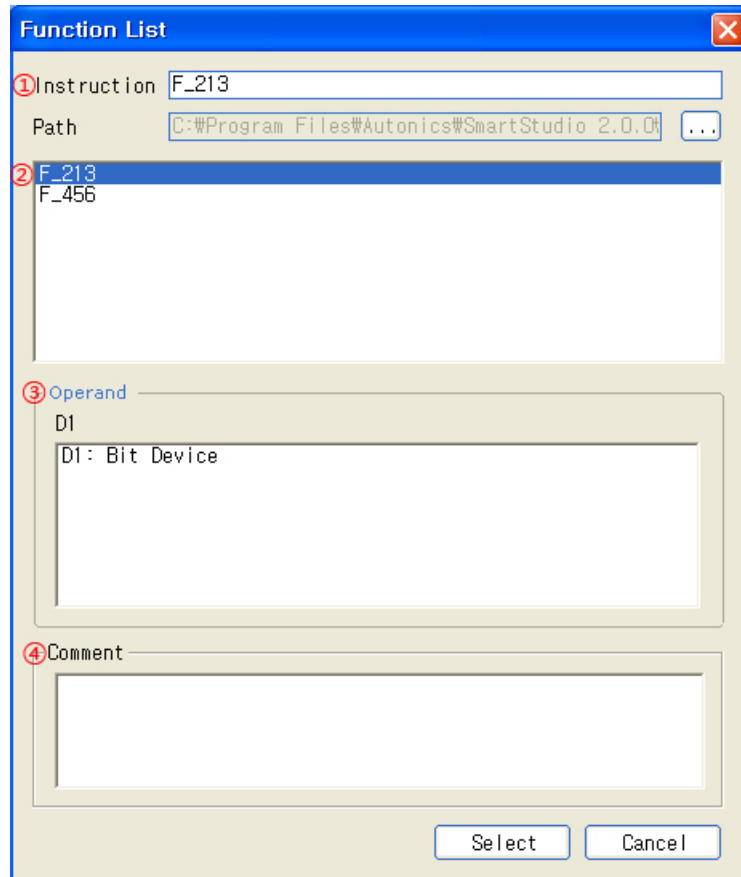 Function List
①Instruction F_213
Path C:₩Program Files₩Autonics₩SmartStudio 2.0.0 ...
②F_213
F_456
③Operand
D1
D1: Bit Device
④Comment
Select Cancel